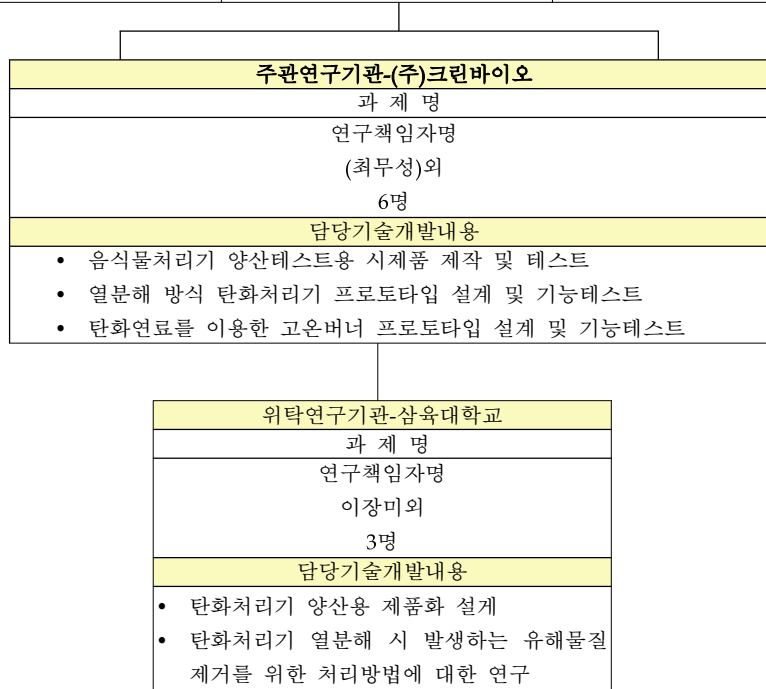 주관연구기관-(주)크린바이오
과 제 명
연구책임자명
(최무성)외
6명
담당기술개발내용
• 음식물처리기 양산테스트용 시제품 제작 및 테스트
• 열분해 방식 탄화처리기 프로토타입 설계 및 기능테스트
• 탄화연료를 이용한 고온버너 프로토타입 설계 및 기능테스트
위탁연구기관-삼육대학교
과 제 명
연구책임자명
이장미외
3명
담당기술개발내용
• 탄화처리기 양산용 제품화 설게
• 탄화처리기 열분해 시 발생하는 유해물질
제거를 위한 처리방법에 대한 연구